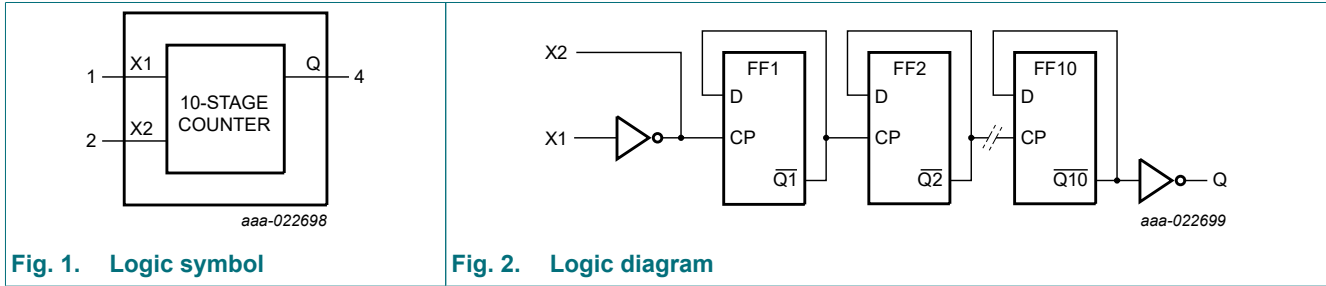 X1
Q
1
4
10-STAGE
COUNTER
X2
2
aaa-022698
Fig. 1. Logic symbol
X2
FF1
FF2
FF10
D
D
D
X1
CP
CP
CP
Q1
Q2
Q10
Q
aaa-022699
Fig. 2. Logic diagram